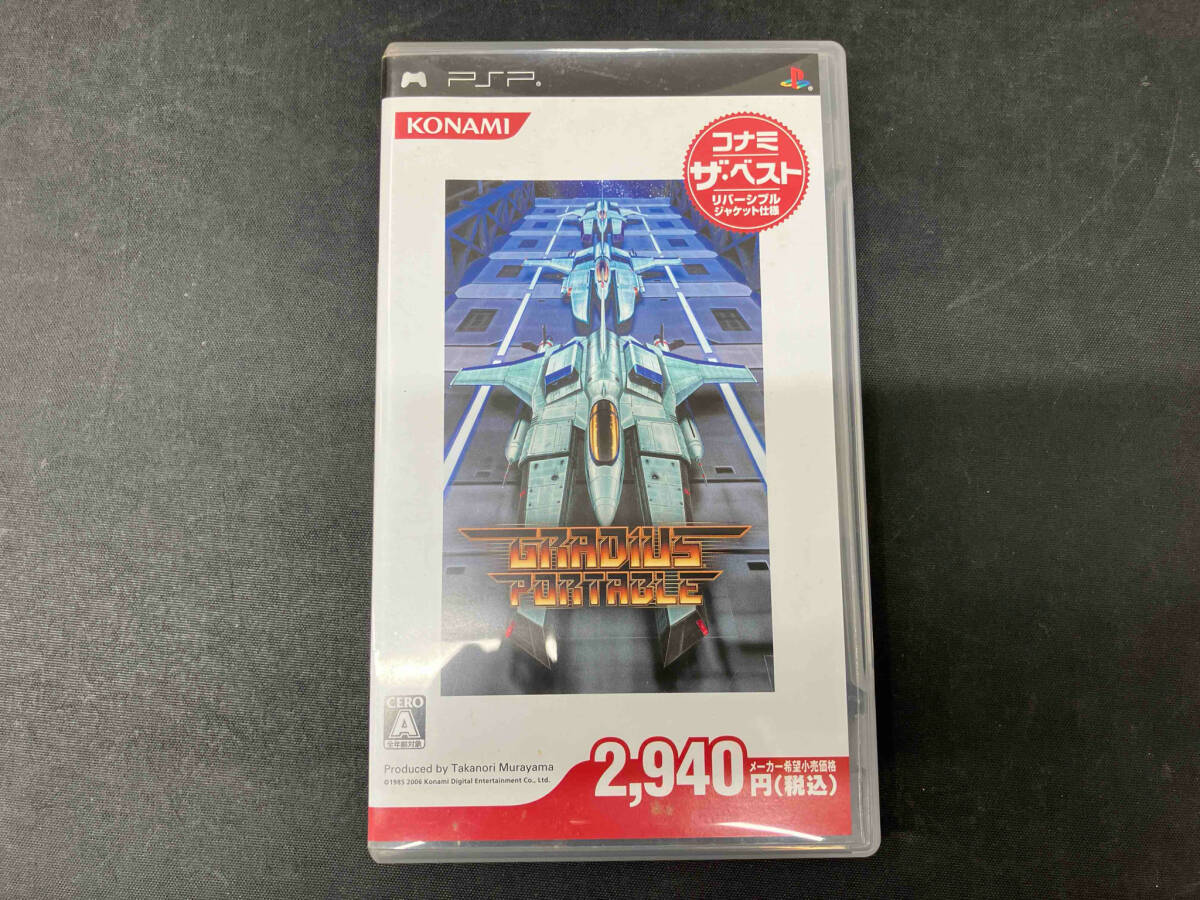 PSP
KONAMI
コナミ
ザ・ベスト
リバーシブル
ジャケット仕様
GRADIUS
PORTABLE
CERO
A
全年齢対象
Produced by Takanori Murayama
©1985 2006 Konami Digital Entertainment Co., Ltd.
2,940
メーカー希望小売価格
円(税込)